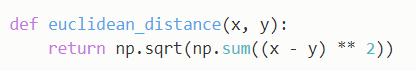 def euclidean_distance(x, y):
    return np.sqrt(np.sum((x - y) ** 2))